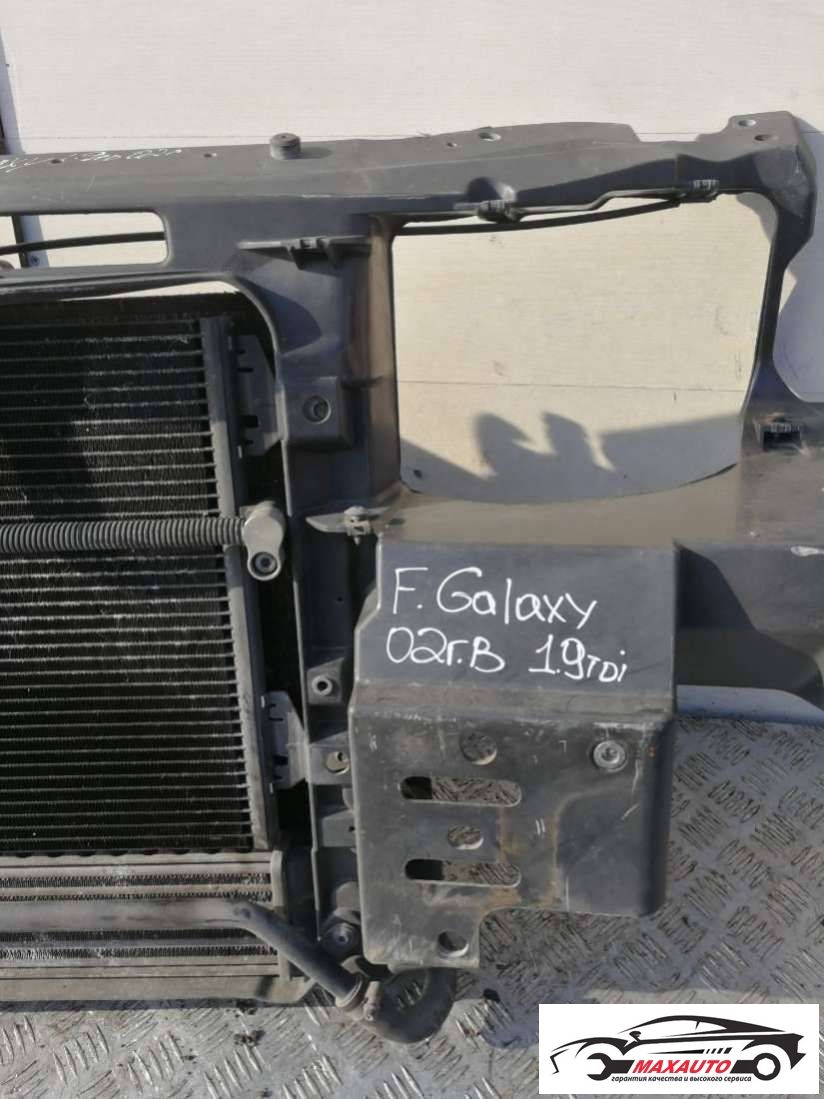 F. Galaxy
02г.в 1.9TDi
MAXAUTO
гарантия качества и высокого сервиса